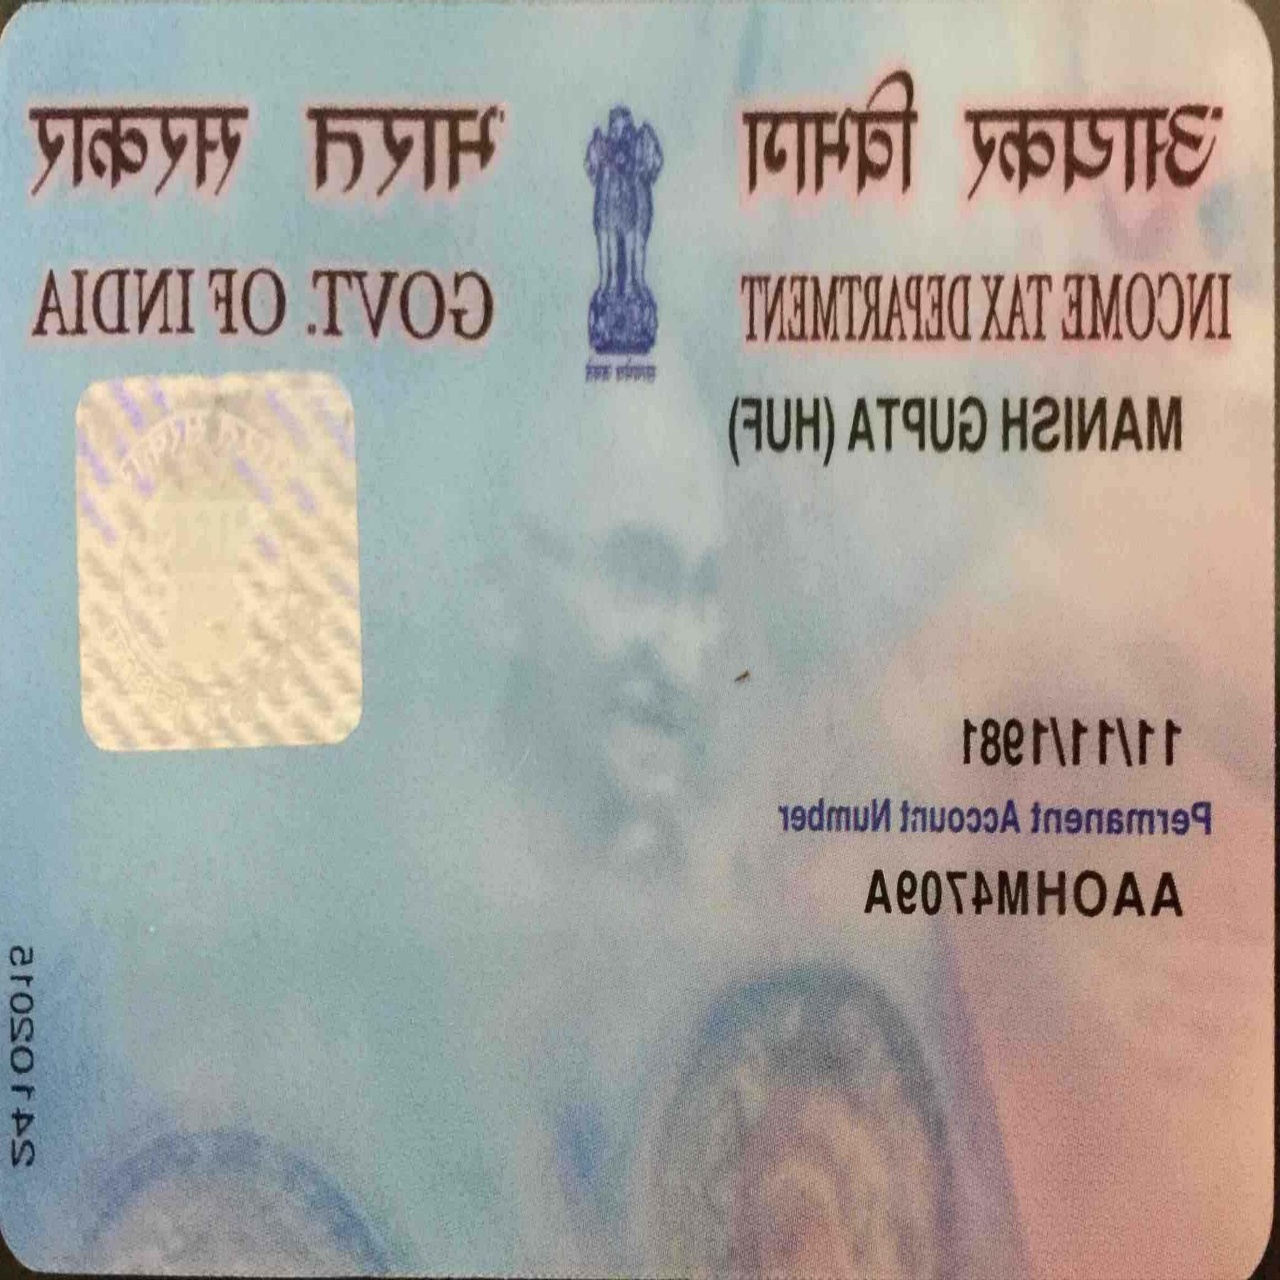 आयकर विभाग
INCOME TAX DEPARTMENT
MANISH GUPTA (HUF)
सत्यमेव जयते
भारत सरकार
GOVT. OF INDIA
11/11/1981
Permanent Account Number
AAOHM4709A
24102015